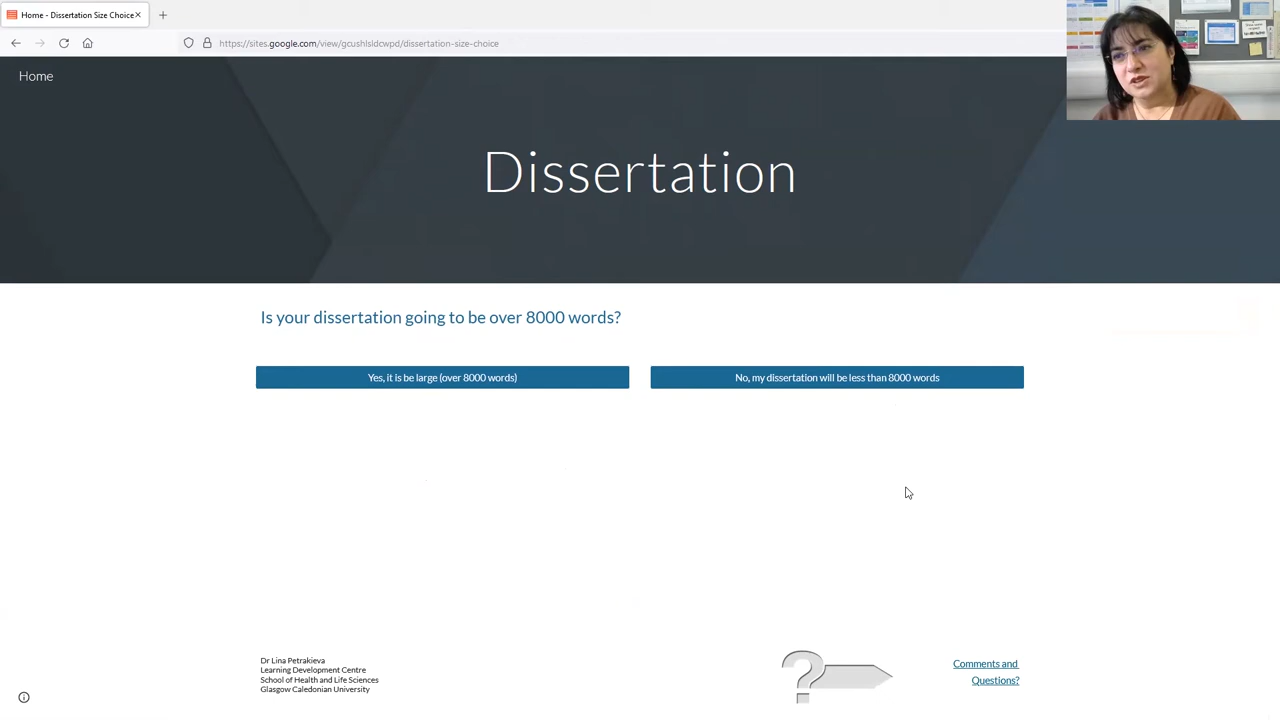 Home - Dissertation Size Choice
https://sites.google.com/view/gcushlsldcwpd/dissertation-size-choice
Home
Dissertation
Is your dissertation going to be over 8000 words?
Yes, it is be large (over 8000 words)
No, my dissertation will be less than 8000 words
Dr Lina Petrakieva
Learning Development Centre
School of Health and Life Sciences
Glasgow Caledonian University
Comments and
Questions?